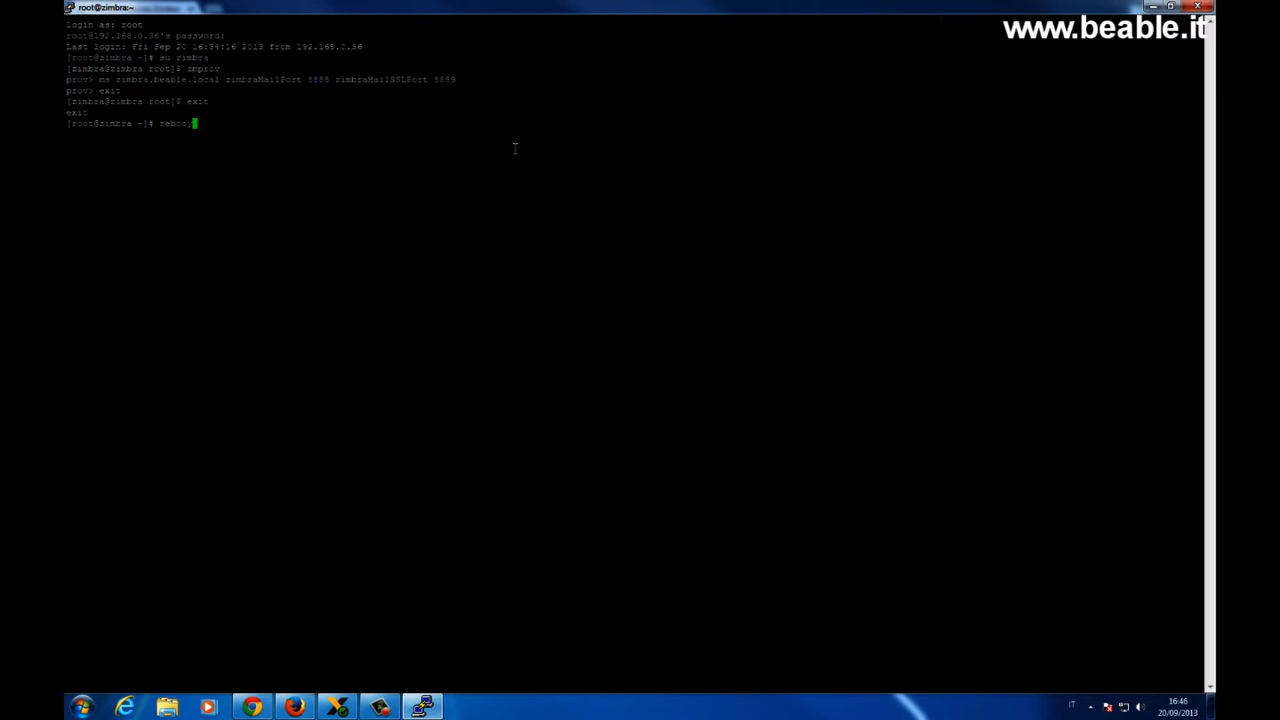 root@zimbra:~
www.beable.it
login as: root
root@192.168.0.36's password:
Last login: Fri Sep 20 16:34:16 2013 from 192.168.0.56
[root@zimbra ~]# su zimbra
[zimbra@zimbra root]$ zmprov
prov> ms zimbra.beable.local zimbraMailPort 8888 zimbraMailSSLPort 8889
prov> exit
[zimbra@zimbra root]$ exit
exit
[root@zimbra ~]# rebooy
IT
16:46
20/09/2013